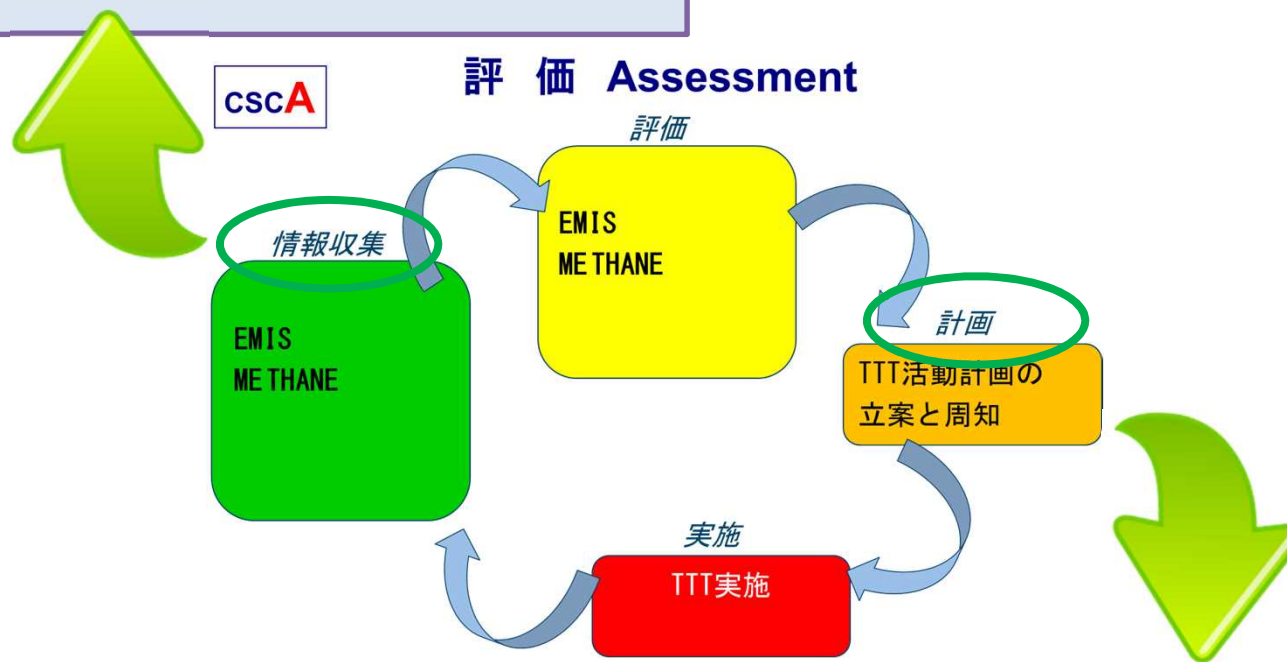 CSCA
評 価 Assessment
評価
EMIS
METHANE
情報収集
EMIS
METHANE
計画
TTT活動計画の
立案と周知
実施
TTT実施